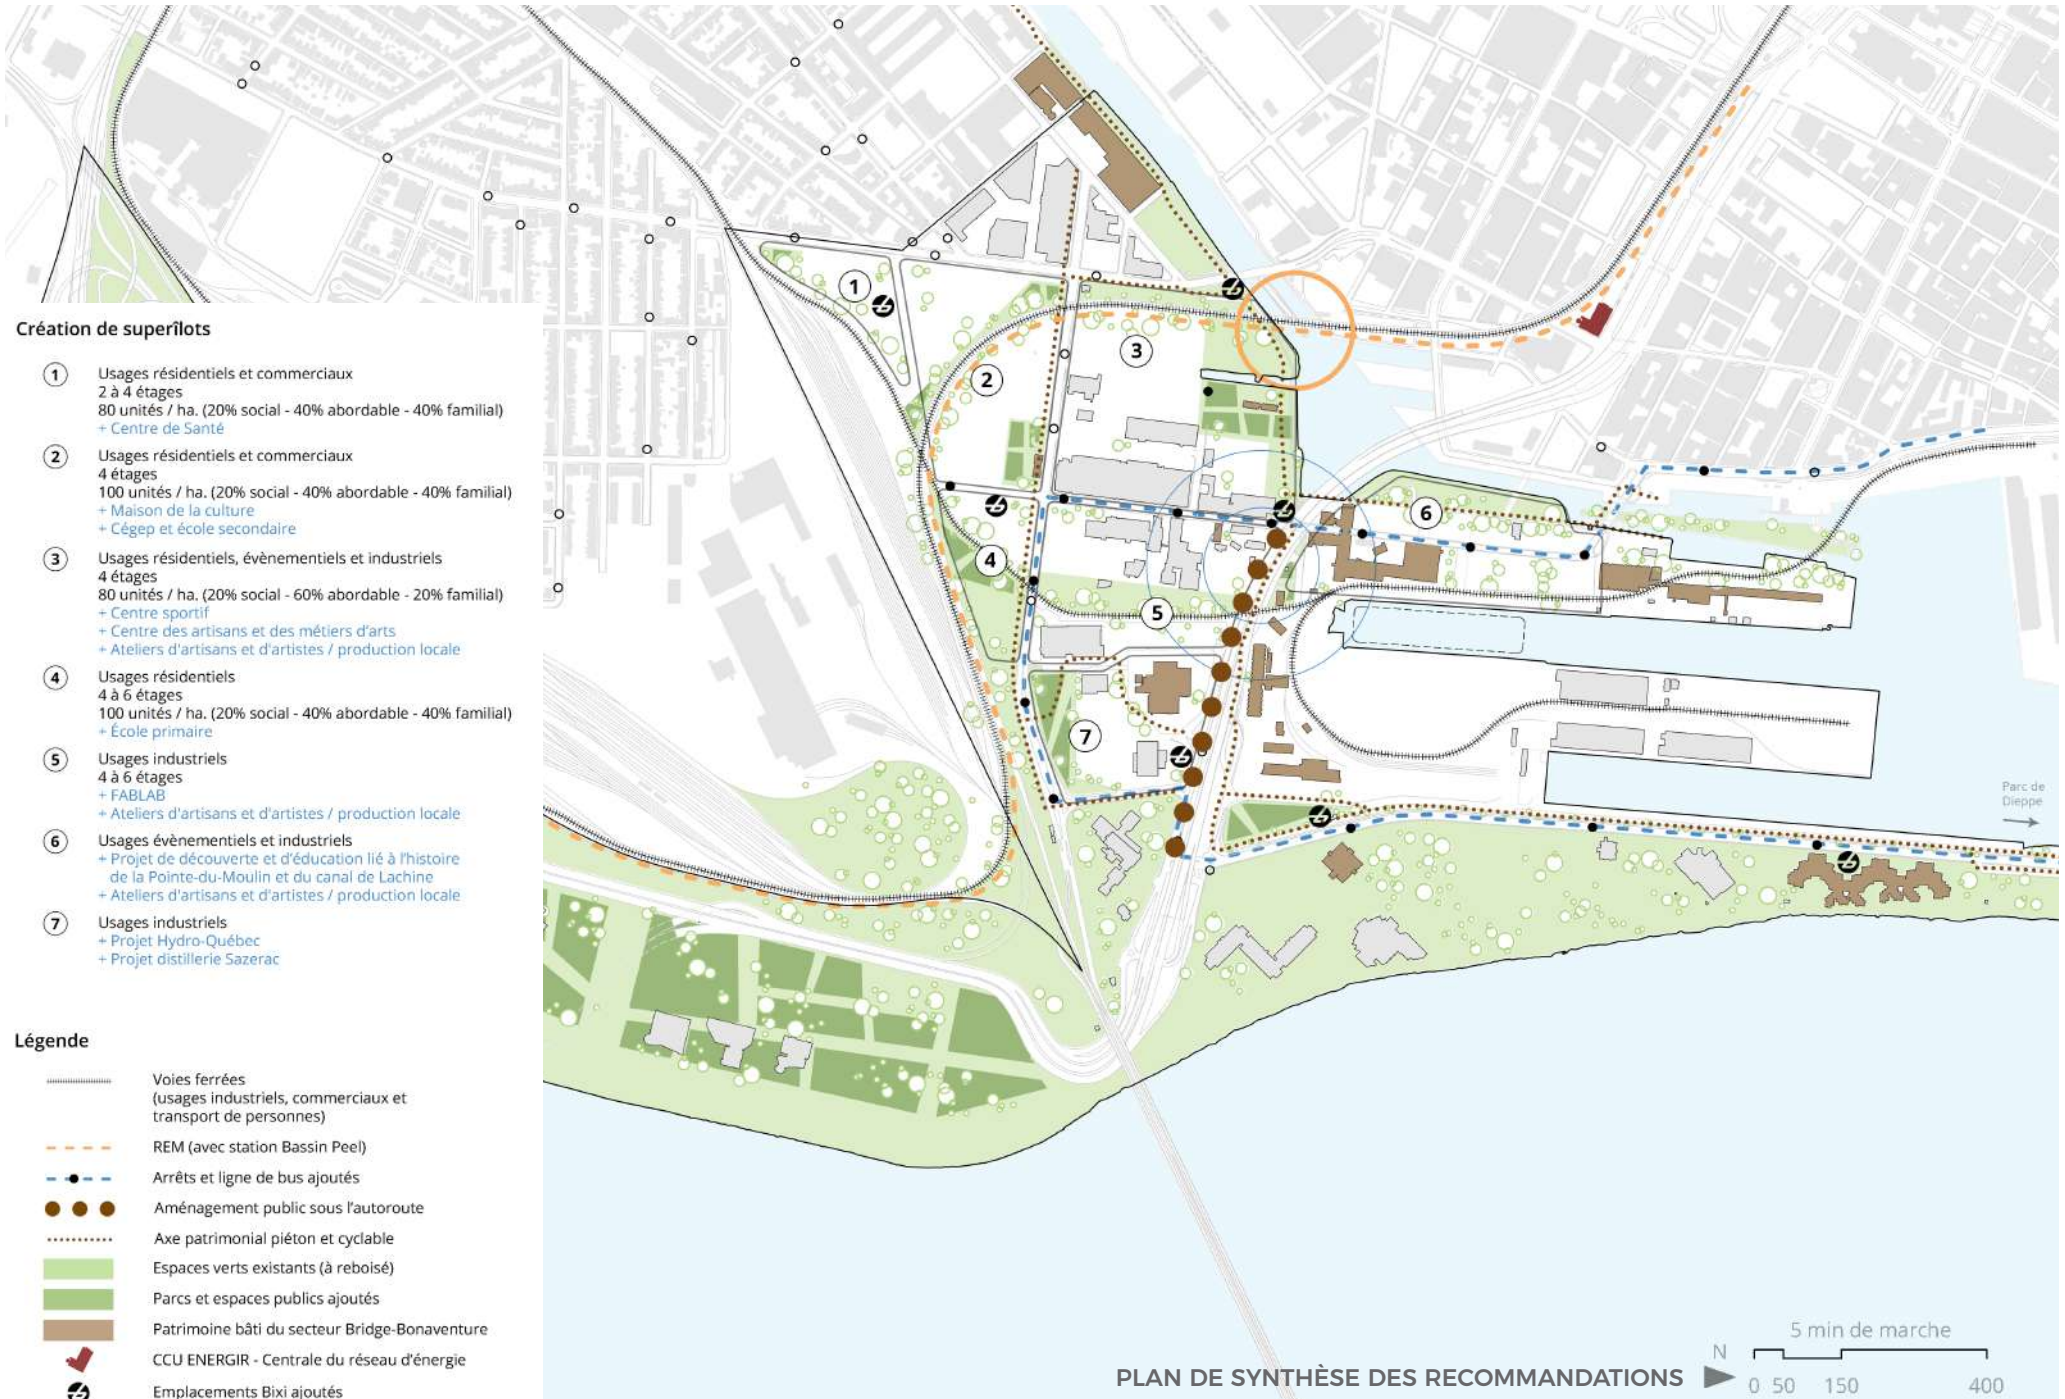 Création de superîlots
1
Usages résidentiels et commerciaux
2 à 4 étages
80 unités / ha. (20% social - 40% abordable - 40% familial)
+ Centre de Santé
2
Usages résidentiels et commerciaux
4 étages
100 unités / ha. (20% social - 40% abordable - 40% familial)
+ Maison de la culture
+ Cégep et école secondaire
3
Usages résidentiels, évènementiels et industriels
4 étages
80 unités / ha. (20% social - 60% abordable - 20% familial)
+ Centre sportif
+ Centre des artisans et des métiers d'arts
+ Ateliers d'artisans et d'artistes / production locale
4
Usages résidentiels
4 à 6 étages
100 unités / ha. (20% social - 40% abordable - 40% familial)
+ École primaire
5
Usages industriels
4 à 6 étages
+ FABLAB
+ Ateliers d'artisans et d'artistes / production locale
6
Usages évènementiels et industriels
+ Projet de découverte et d'éducation lié à l'histoire
de la Pointe-du-Moulin et du canal de Lachine
+ Ateliers d'artisans et d'artistes / production locale
7
Usages industriels
+ Projet Hydro-Québec
+ Projet distillerie Sazerac
Légende
Voies ferrées
(usages industriels, commerciaux et
transport de personnes)
REM (avec station Bassin Peel)
Arrêts et ligne de bus ajoutés
Aménagement public sous l'autoroute
Axe patrimonial piéton et cyclable
Espaces verts existants (à reboisé)
Parcs et espaces publics ajoutés
Patrimoine bâti du secteur Bridge-Bonaventure
CCU ENERGIR - Centrale du réseau d'énergie
Emplacements Bixi ajoutés
1
2
3
4
5
6
7
Parc de
Dieppe
PLAN DE SYNTHÈSE DES RECOMMANDATIONS
N
5 min de marche
0 50 150 400